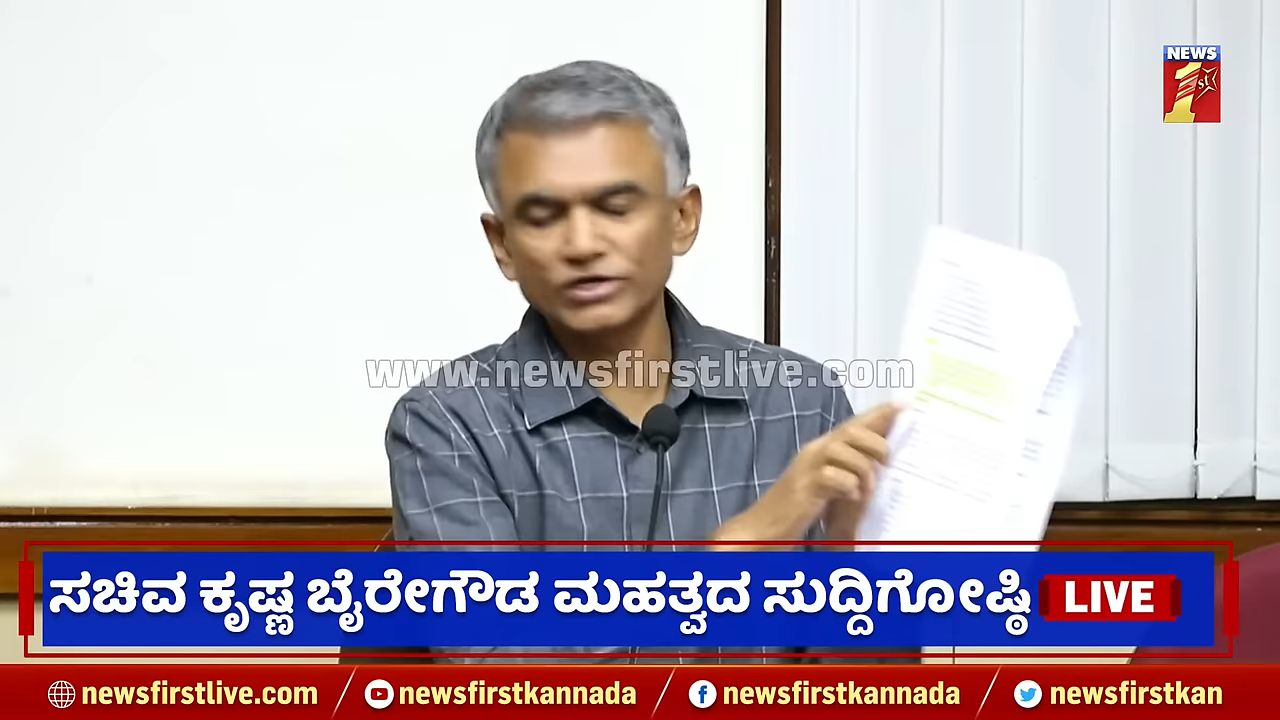 NEWS
1st
www.newsfirstlive.com
ಸಚಿವ ಕೃಷ್ಣ ಬೈರೇಗೌಡ ಮಹತ್ವದ ಸುದ್ದಿಗೋಷ್ಠಿ LIVE
newsfirstlive.com newsfirstkannada newsfirstkannada newsfirstkan